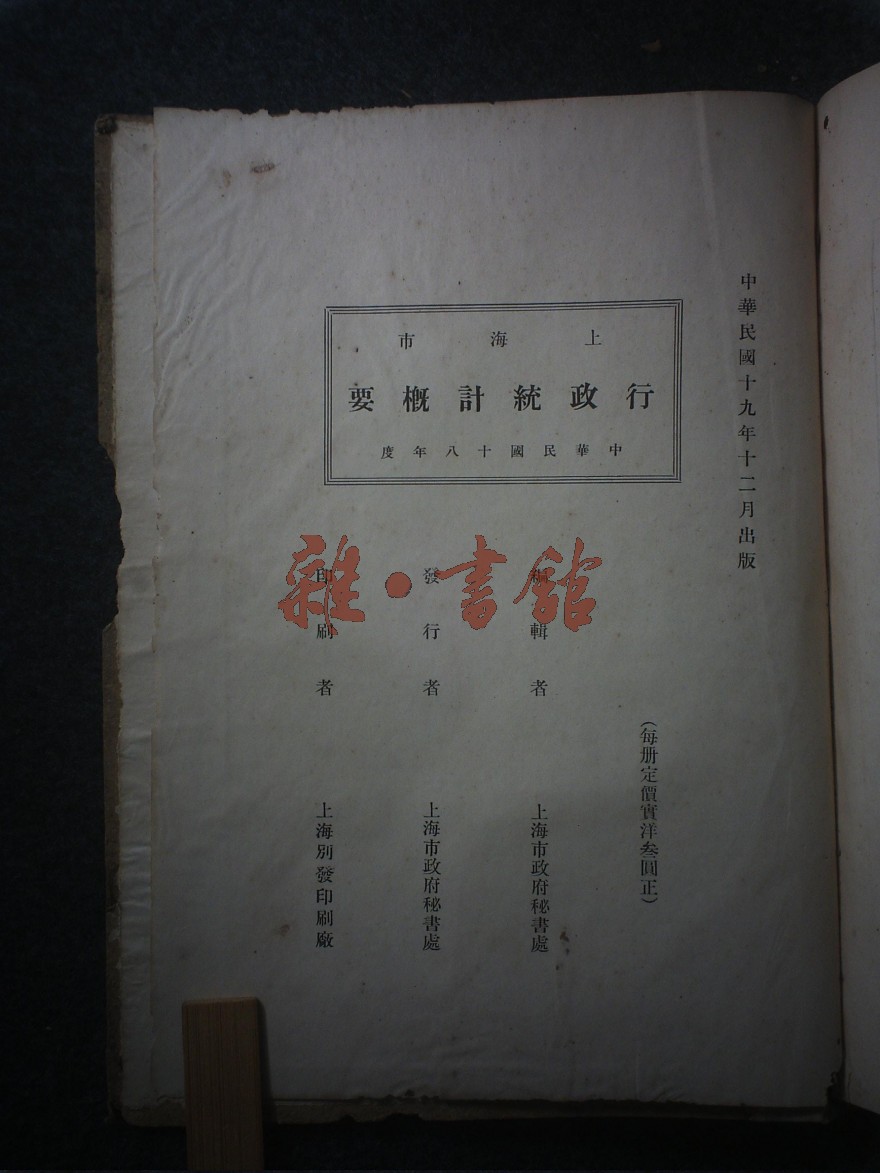 中華民國十九年十二月出版
上海市
行政統計概要
中華民國十八年度
(每册定價實洋叁圓正)
編輯者 上海市政府秘書處
發行者 上海市政府秘書處
印刷者 上海別發印刷廠
雜·書館